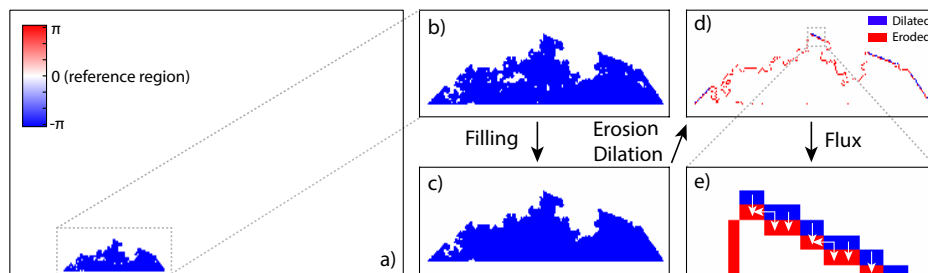 π
0 (reference region)
-π
a)
b)
Filling
c)
Erosion
Dilation
d)
Dilated
Eroded
Flux
e)